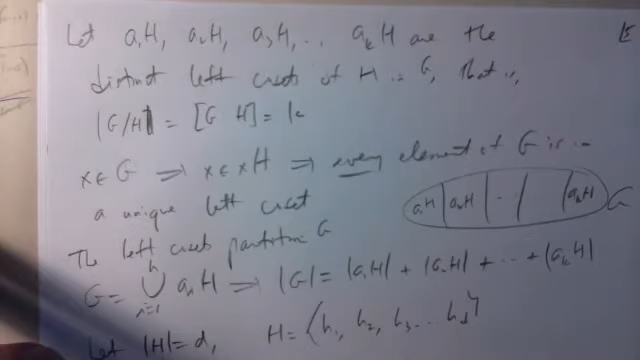 Let a₁H, a₂H, a₃H, ..., aₖH are the
distinct left cosets of H in G, That is,
|G/H| = [G H] = k
x ∈ G ⇒ x ∈ xH ⇒ every element of G is in
a unique left coset
a₁H | a₂H | ... | | aₖH G
The left cosets partition G
G = ∪ i=1 aᵢH ⇒ |G| = |a₁H| + |a₂H| + ... + |aₖH|
Let |H| = d, H = {h₁, h₂, h₃ ... h_d}